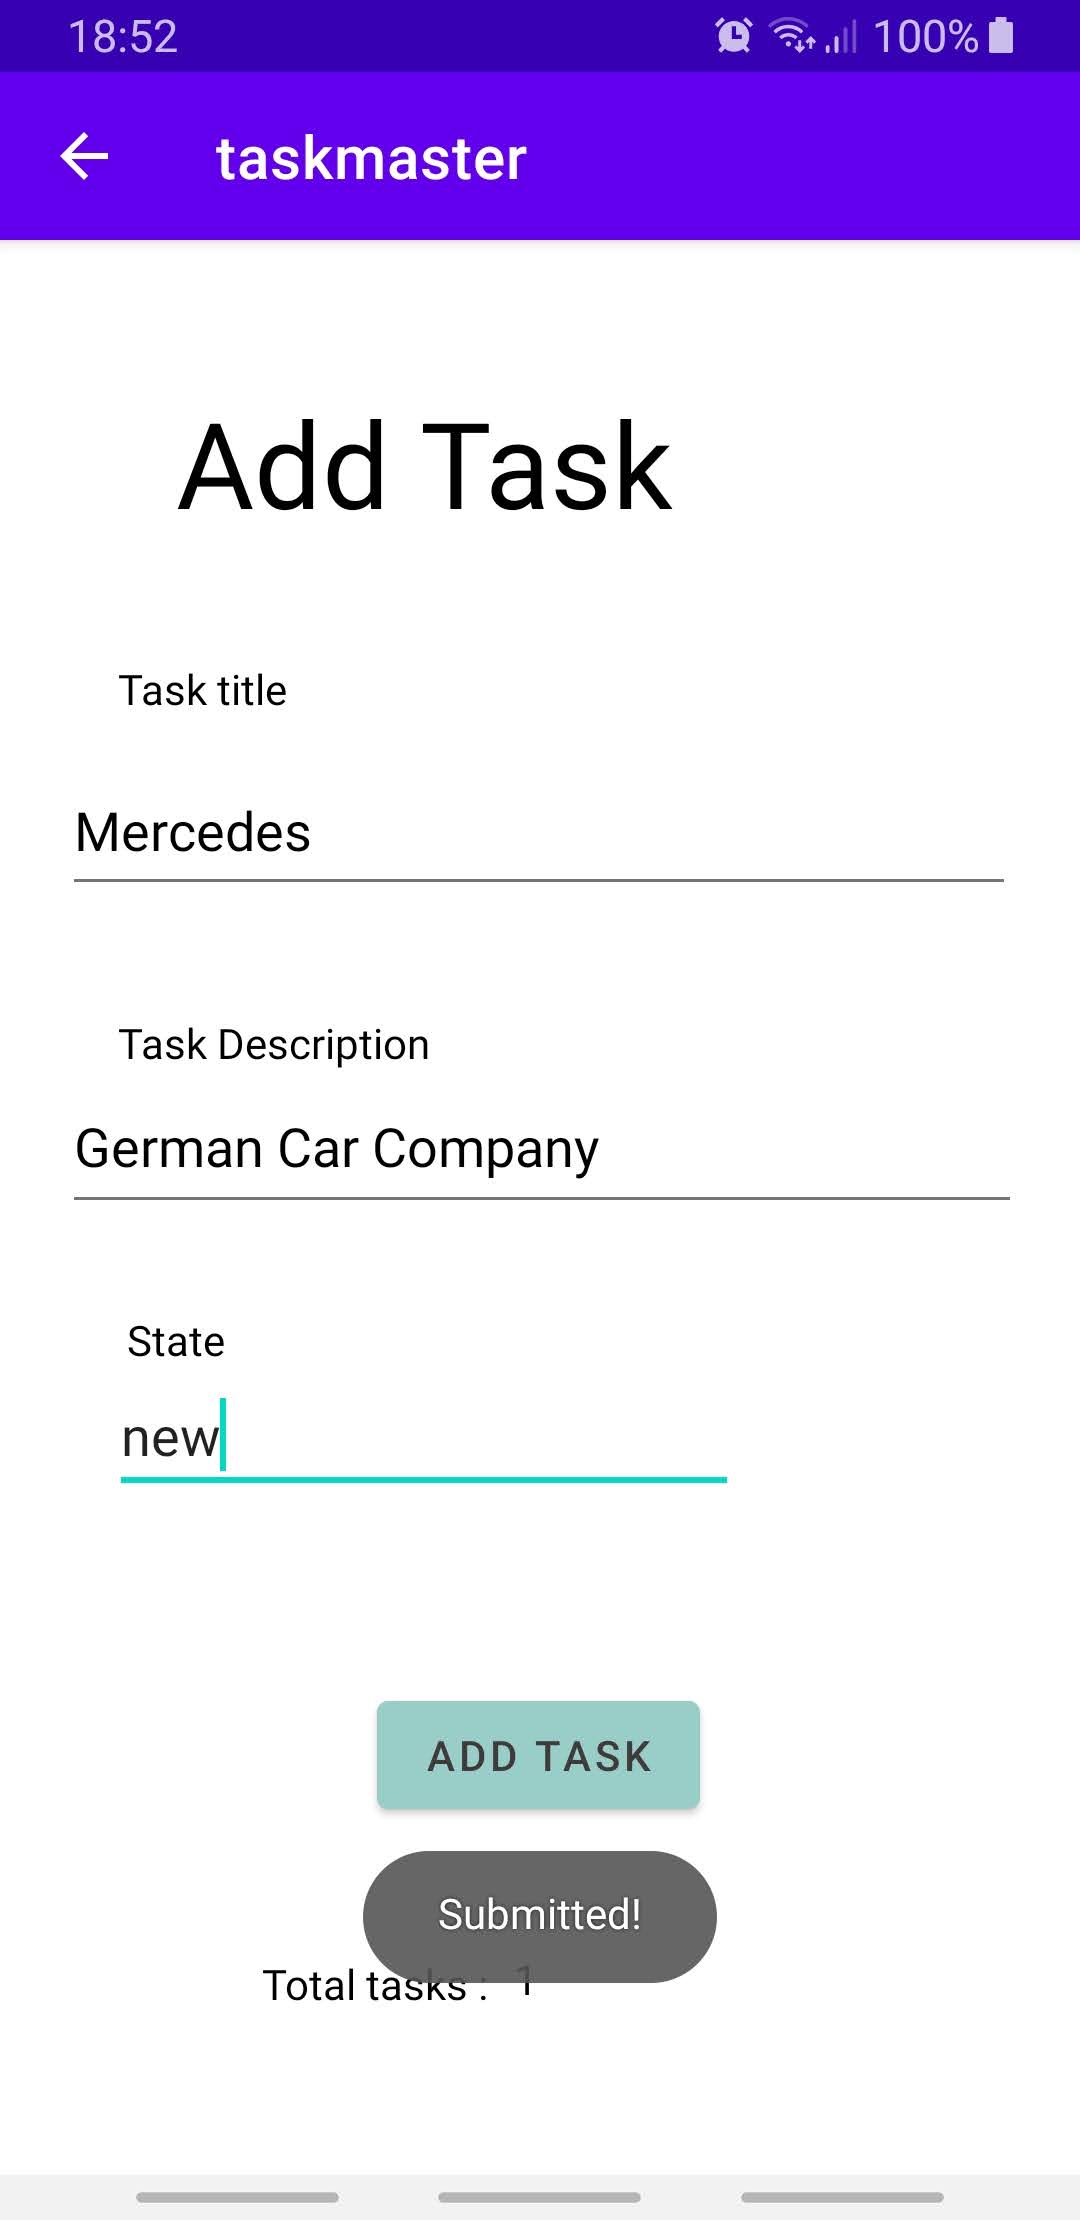 18:52 100%
taskmaster
Add Task
Task title
Mercedes
Task Description
German Car Company
State
new
ADD TASK
Submitted!
Total tasks : 1